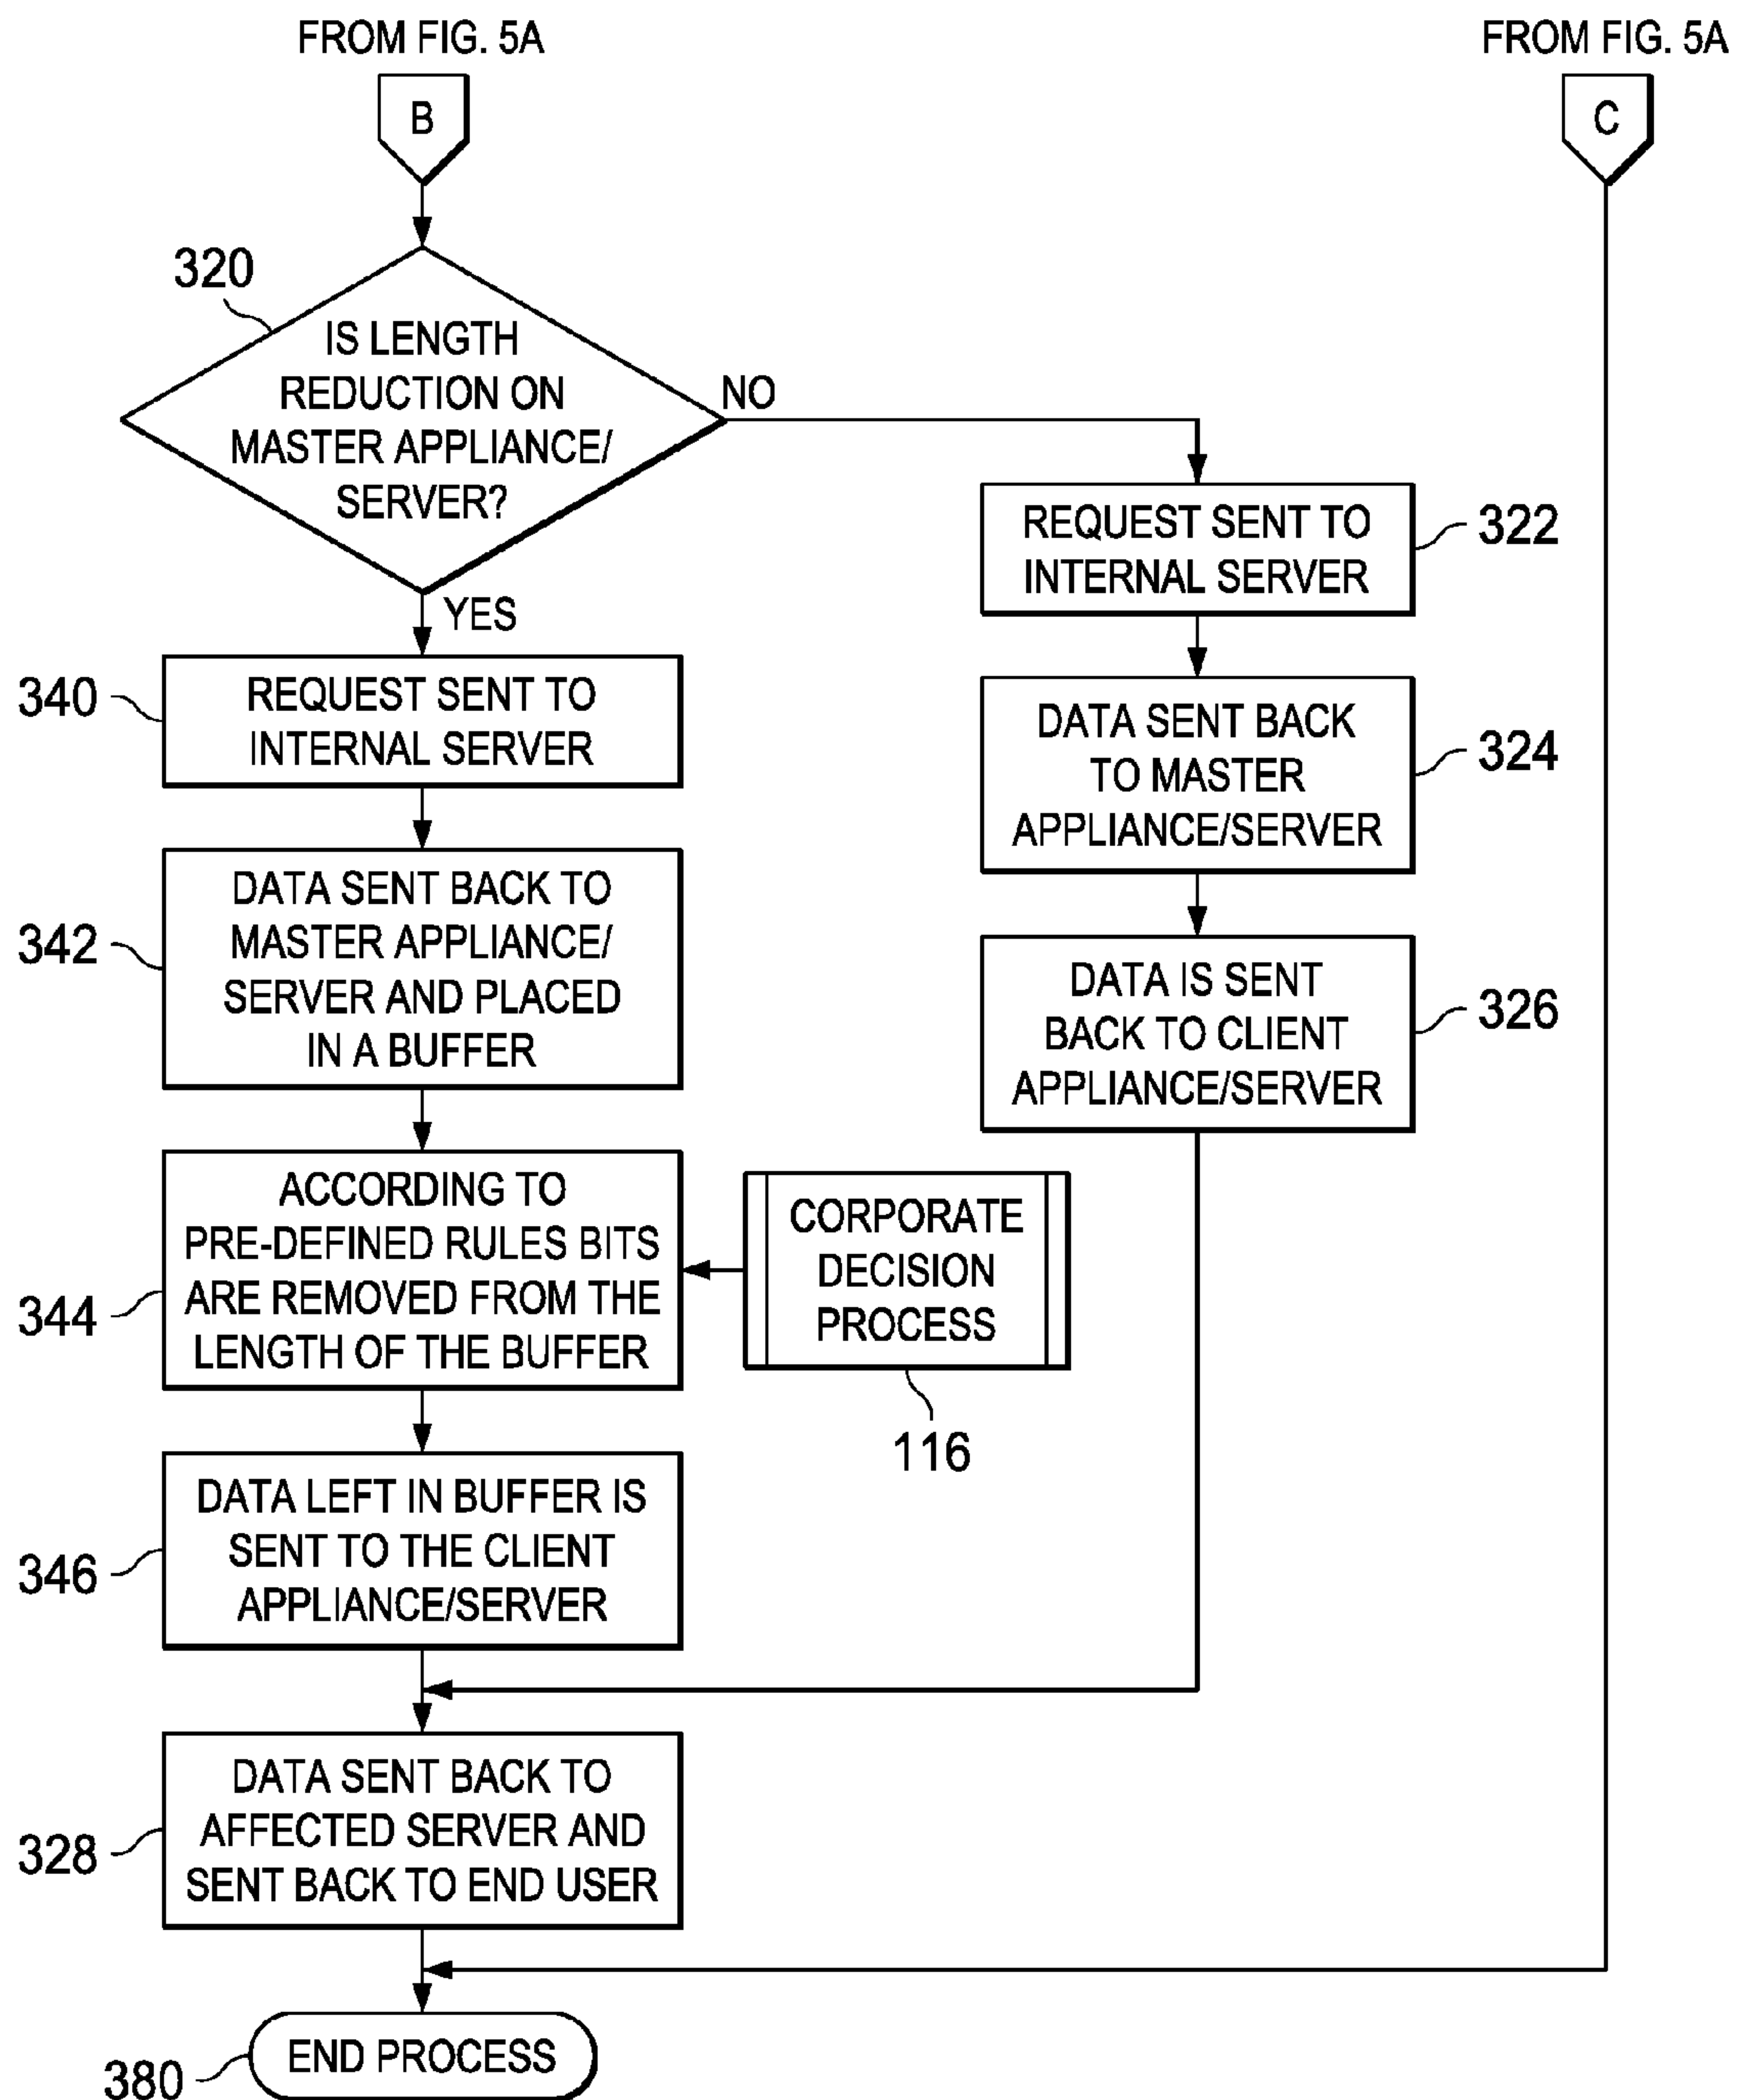 FROM FIG. 5A
B
FROM FIG. 5A
C
320
IS LENGTH
REDUCTION ON
MASTER APPLIANCE/
SERVER?
NO
YES
322
REQUEST SENT TO
INTERNAL SERVER
324
DATA SENT BACK
TO MASTER
APPLIANCE/SERVER
326
DATA IS SENT
BACK TO CLIENT
APPLIANCE/SERVER
340
REQUEST SENT TO
INTERNAL SERVER
342
DATA SENT BACK TO
MASTER APPLIANCE/
SERVER AND PLACED
IN A BUFFER
344
ACCORDING TO
PRE-DEFINED RULES BITS
ARE REMOVED FROM THE
LENGTH OF THE BUFFER
CORPORATE
DECISION
PROCESS
116
346
DATA LEFT IN BUFFER IS
SENT TO THE CLIENT
APPLIANCE/SERVER
328
DATA SENT BACK TO
AFFECTED SERVER AND
SENT BACK TO END USER
380
END PROCESS